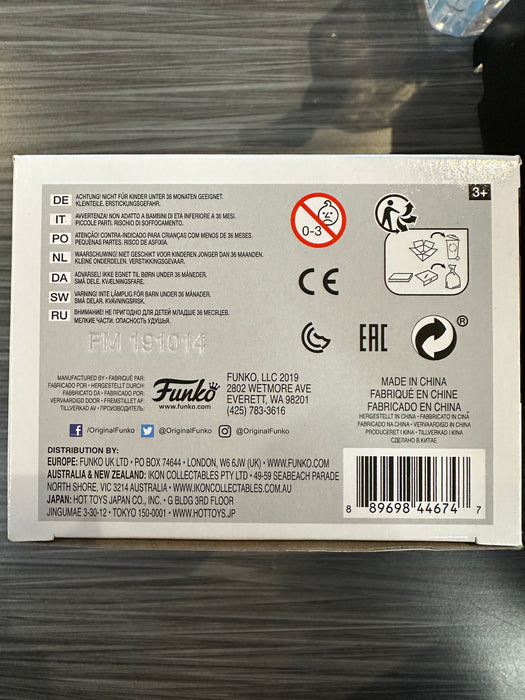 3+
DE ACHTUNG! NICHT FÜR KINDER UNTER 36 MONATEN GEEIGNET.
KLEINTEILE. ERSTICKUNGSGEFAHR.
IT AVVERTENZA! NON ADATTO A BAMBINI DI ETÀ INFERIORE A 36 MESI.
PICCOLE PARTI. RISCHIO DI SOFFOCAMENTO.
PO ATENÇÃO! CONTRA-INDICADO PARA CRIANÇAS COM MENOS DE 36 MESES.
PEQUENAS PARTES. RISCO DE ASFIXIA.
NL WAARSCHUWING! NIET GESCHIKT VOOR KINDEREN JONGER DAN 36 MAANDEN.
KLEINE ONDERDELEN. VERSTIKKINGSGEVAAR.
DA ADVARSEL! IKKE EGNET TIL BØRN UNDER 36 MÅNEDER.
SMÅ DELE. KVÆLNINGSFARE.
SW VARNING! INTE LÄMPLIG FÖR BARN UNDER 36 MÅNADER.
SMÅ DELAR. KVÄVNINGSRISK.
RU ВНИМАНИЕ! НЕ ПРИГОДНО ДЛЯ ДЕТЕЙ МЛАДШЕ 36 МЕСЯЦЕВ.
МЕЛКИЕ ЧАСТИ. ОПАСНОСТЬ УДУШЬЯ.
0-3
CE
EAC
®
FM 191014
MANUFACTURED BY • FABRIQUÉ PAR:
FABRICADO POR • HERGESTELLT DURCH:
FABBRICATO DA • FABRICADO POR:
VERVAARDIGD DOOR • FREMSTILLET AF:
TILLVERKAD AV • ПРОИЗВОДИТЕЛЬ:
Funko
www.funko.com
FUNKO, LLC 2019
2802 WETMORE AVE
EVERETT, WA 98201
(425) 783-3616
MADE IN CHINA
FABRIQUÉ EN CHINE
FABRICADO EN CHINA
HERGESTELLT IN CHINA • FABBRICATO IN CINA
FABRICADO NA CHINA • VERVAARDIGD IN CHINA
PRODUCERET I KINA • TILLVERKAD I KINA
СДЕЛАНО В КИТАЕ
/OriginalFunko @OriginalFunko @OriginalFunko
DISTRIBUTION BY:
EUROPE: FUNKO UK LTD • PO BOX 74644 • LONDON, W6 6JW (UK) • WWW.FUNKO.COM
AUSTRALIA & NEW ZEALAND: IKON COLLECTABLES PTY LTD • 49-59 SEABEACH PARADE
NORTH SHORE, VIC 3214 AUSTRALIA • WWW.IKONCOLLECTABLES.COM.AU
JAPAN: HOT TOYS JAPAN CO., INC. • G BLDG 3RD FLOOR
JINGUMAE 3-30-12 • TOKYO 150-0001 • WWW.HOTTOYS.JP
8 89698 44674 7